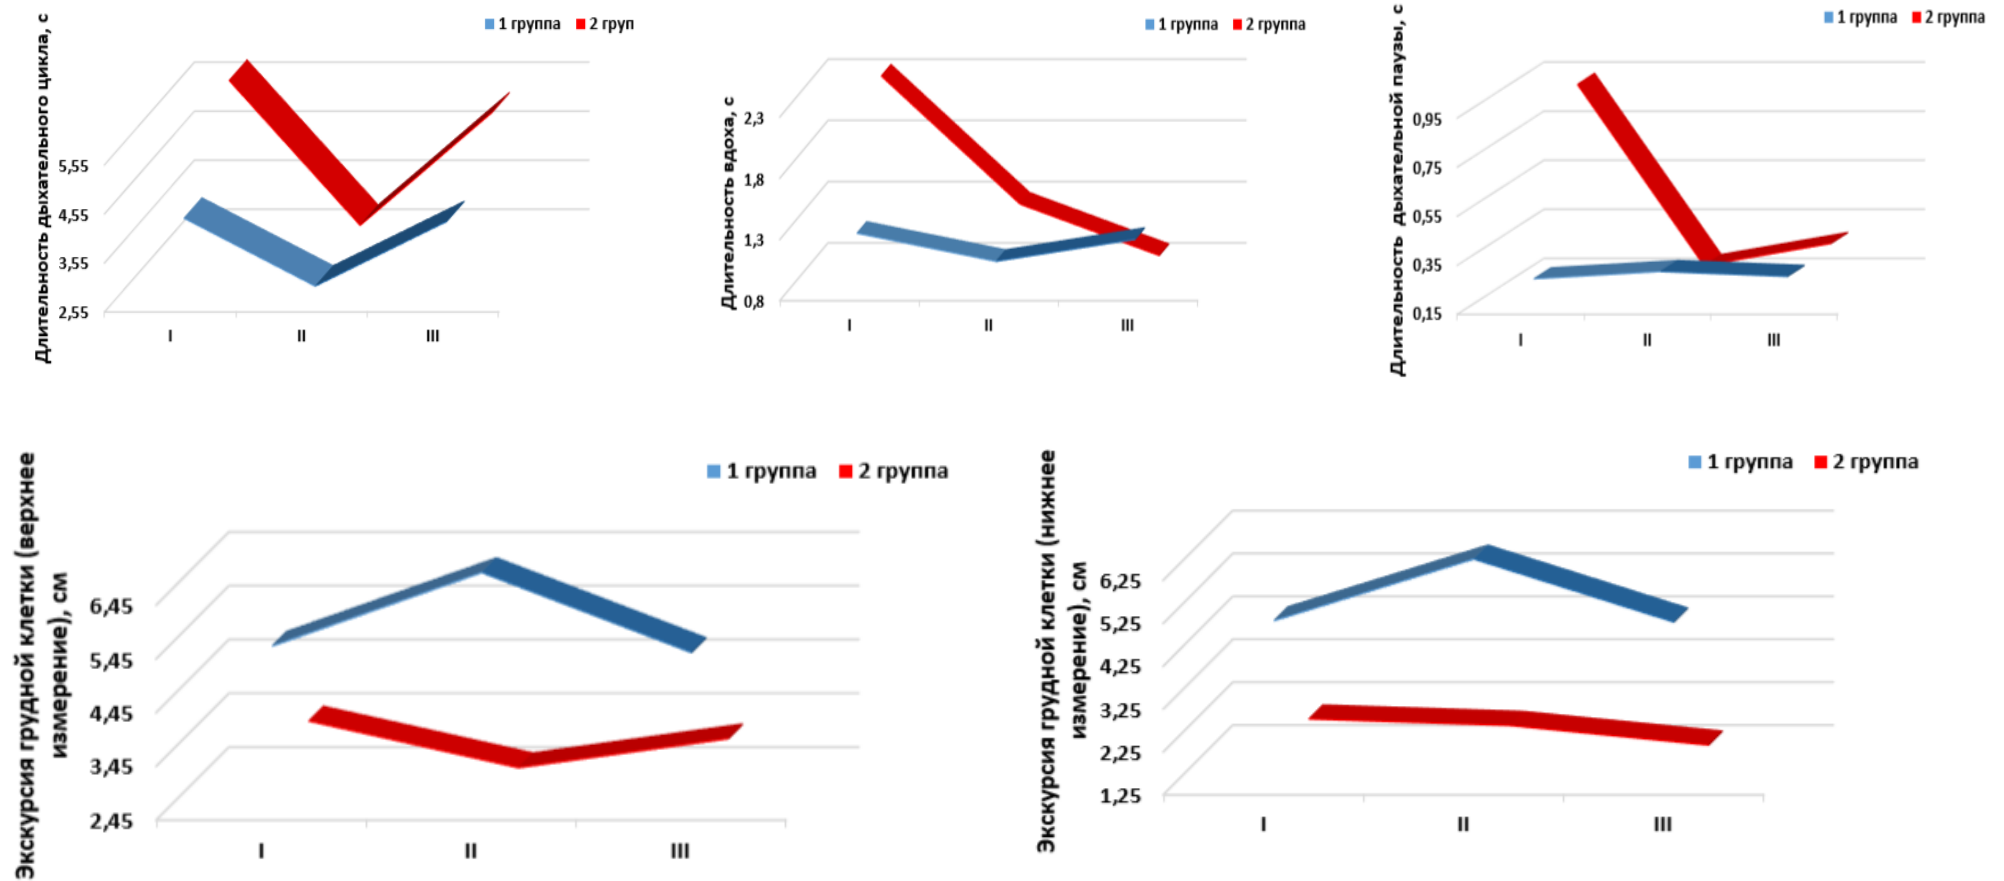 Длительность дыхательного цикла, с
1 группа 2 груп
5,55
4,55
3,55
2,55
I II III
Длительность вдоха, с
1 группа 2 группа
2,3
1,8
1,3
0,8
I II III
Длительность дыхательной паузы, с
1 группа 2 группа
0,95
0,75
0,55
0,35
0,15
I II III
Экскурсия грудной клетки (верхнее
измерение), см
1 группа 2 группа
6,45
5,45
4,45
3,45
2,45
I II III
Экскурсия грудной клетки (нижнее
измерение), см
1 группа 2 группа
6,25
5,25
4,25
3,25
2,25
1,25
I II III